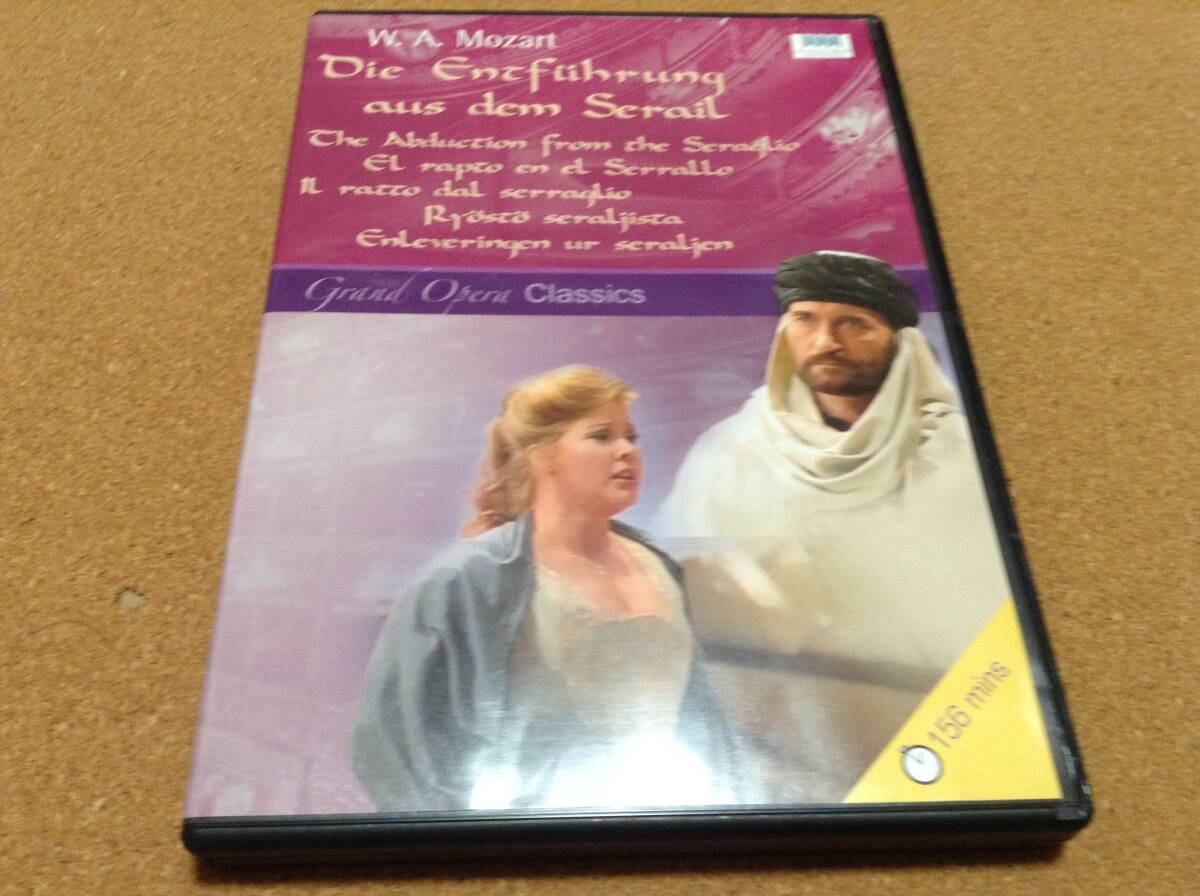 W. A. Mozart
Die Entführung
aus dem Serail
The Abduction from the Seraglio
El rapto en el Serrallo
Il ratto dal serraglio
Ryöstö seraljista
Enleveringen ur seraljen
Grand Opera Classics
156 mins